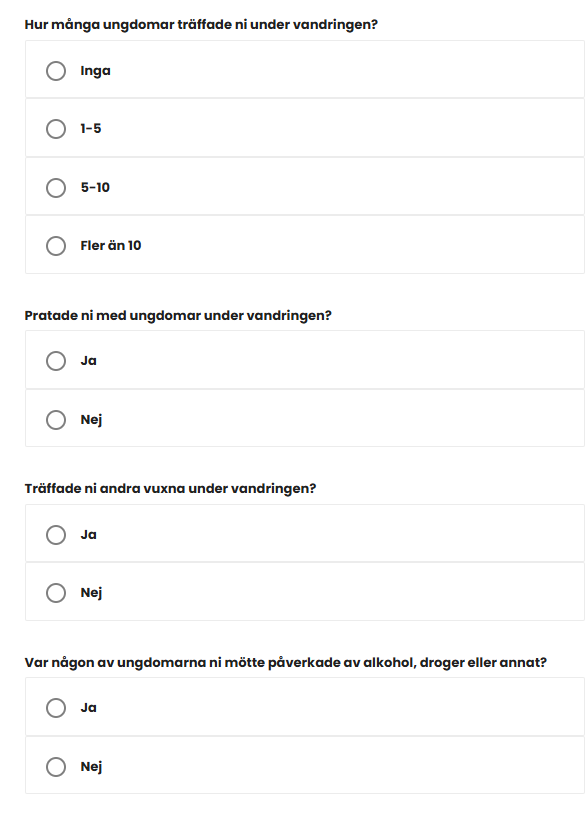 Hur många ungdomar träffade ni under vandringen?
Inga
1-5
5-10
Fler än 10
Pratade ni med ungdomar under vandringen?
Ja
Nej
Träffade ni andra vuxna under vandringen?
Ja
Nej
Var någon av ungdomarna ni mötte påverkade av alkohol, droger eller annat?
Ja
Nej